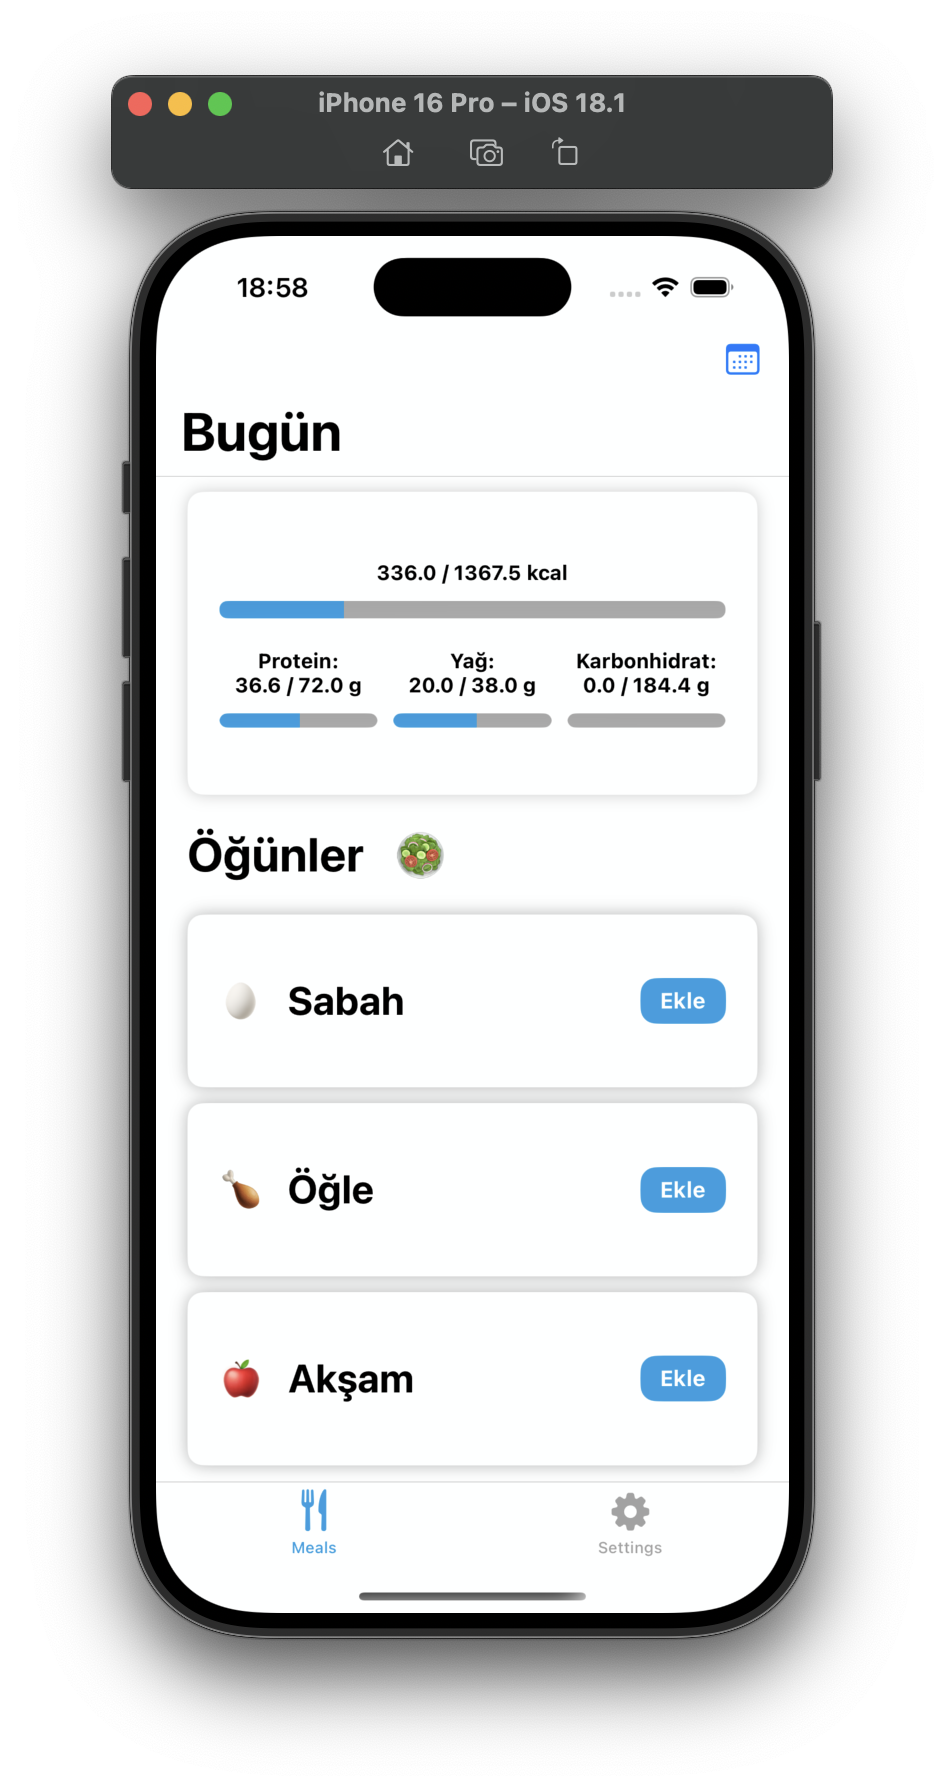 iPhone 16 Pro – iOS 18.1
18:58
Bugün
336.0 / 1367.5 kcal
Protein:
36.6 / 72.0 g
Yağ:
20.0 / 38.0 g
Karbonhidrat:
0.0 / 184.4 g
Öğünler
Sabah
Ekle
Öğle
Ekle
Akşam
Ekle
Meals
Settings